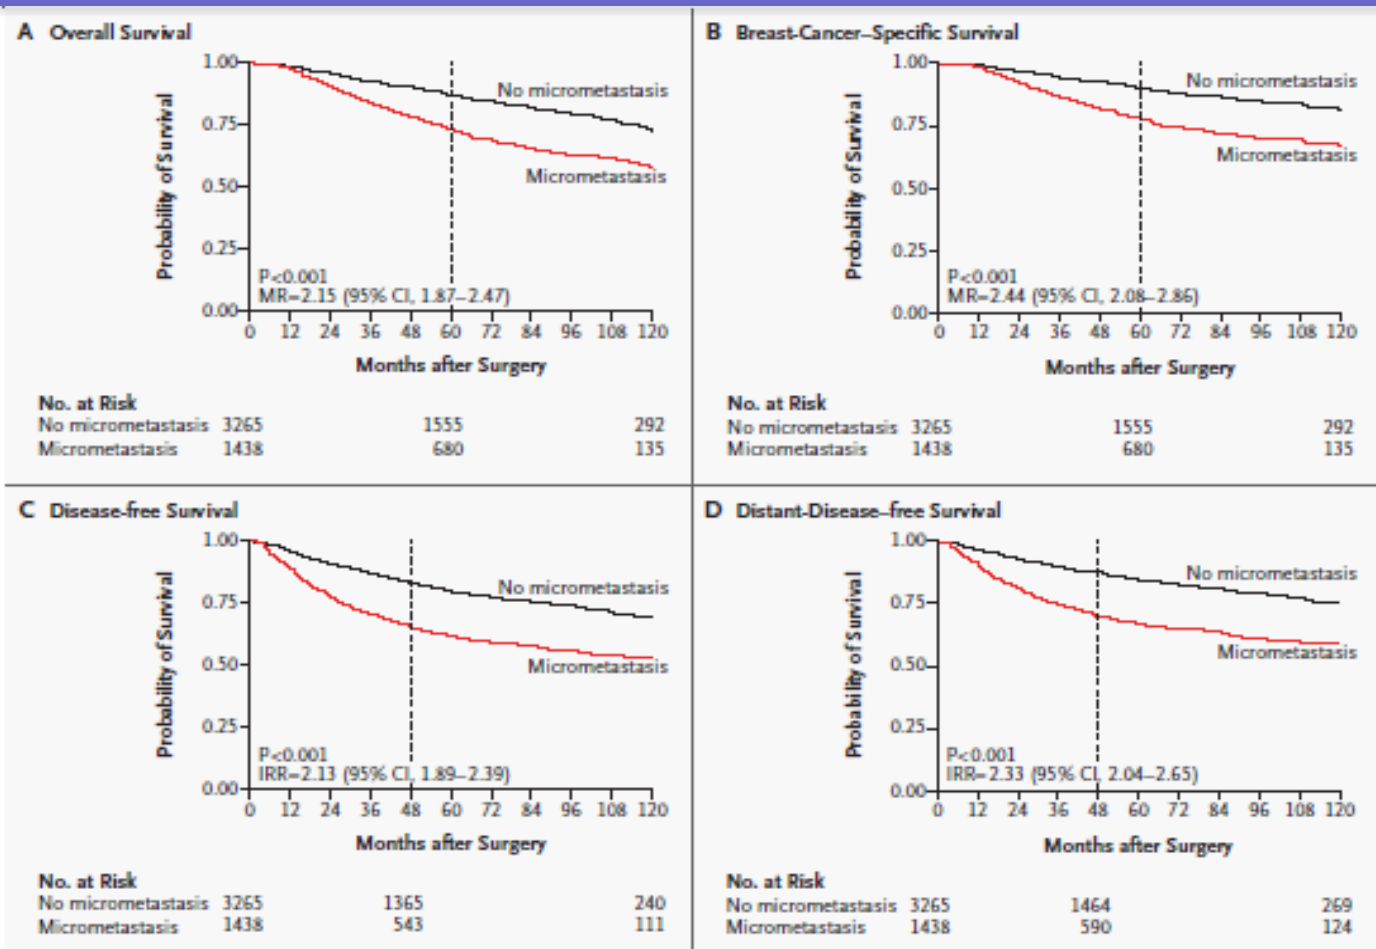 A Overall Survival
1.00
0.75
0.50
0.25
0.00
Probability of Survival
No micrometastasis
Micrometastasis
P<0.001
MR=2.15 (95% CI, 1.87–2.47)
0 12 24 36 48 60 72 84 96 108 120
Months after Surgery
No. at Risk
No micrometastasis 3265 1555 292
Micrometastasis 1438 680 135
B Breast-Cancer–Specific Survival
1.00
0.75
0.50
0.25
0.00
Probability of Survival
No micrometastasis
Micrometastasis
P<0.001
MR=2.44 (95% CI, 2.08–2.86)
0 12 24 36 48 60 72 84 96 108 120
Months after Surgery
No. at Risk
No micrometastasis 3265 1555 292
Micrometastasis 1438 680 135
C Disease-free Survival
1.00
0.75
0.50
0.25
0.00
Probability of Survival
No micrometastasis
Micrometastasis
P<0.001
IRR=2.13 (95% CI, 1.89–2.39)
0 12 24 36 48 60 72 84 96 108 120
Months after Surgery
No. at Risk
No micrometastasis 3265 1365 240
Micrometastasis 1438 543 111
D Distant-Disease–free Survival
1.00
0.75
0.50
0.25
0.00
Probability of Survival
No micrometastasis
Micrometastasis
P<0.001
IRR=2.33 (95% CI, 2.04–2.65)
0 12 24 36 48 60 72 84 96 108 120
Months after Surgery
No. at Risk
No micrometastasis 3265 1464 269
Micrometastasis 1438 590 124